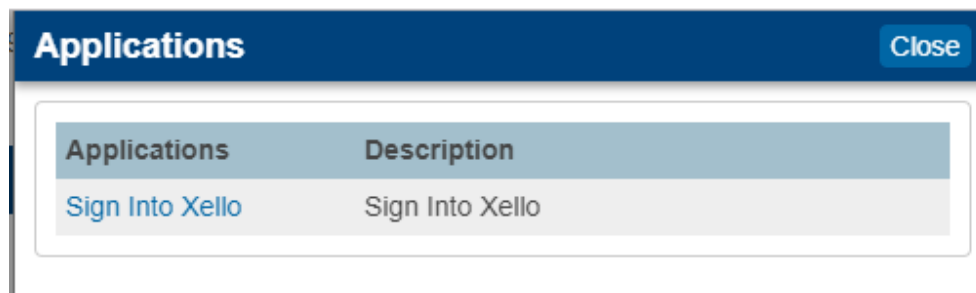 Applications Close
Applications Description
Sign Into Xello Sign Into Xello